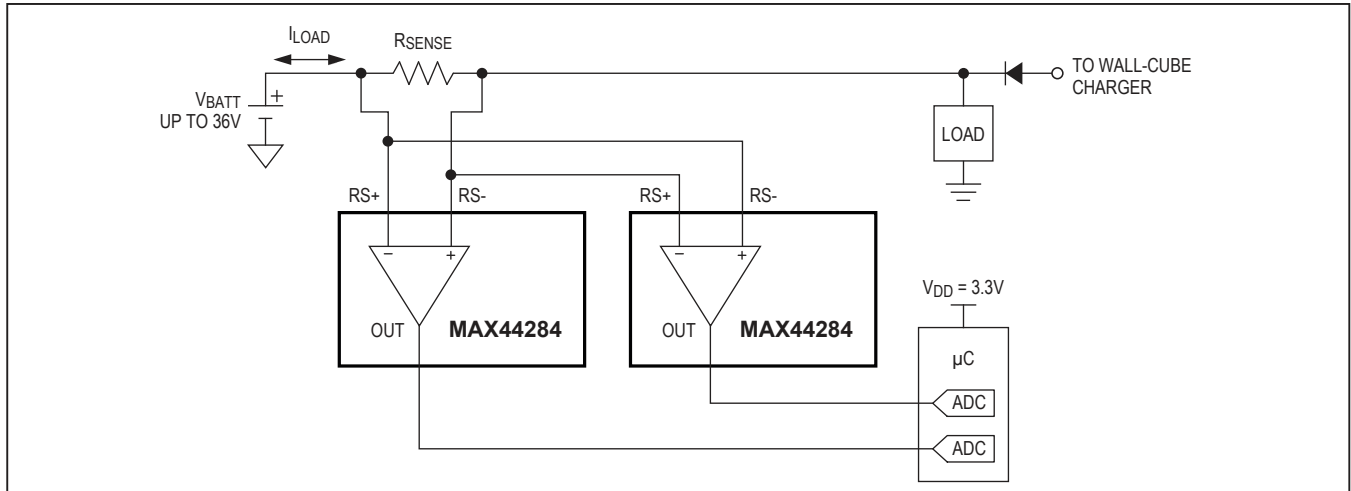 ILOAD
RSENSE
TO WALL-CUBE
CHARGER
VBATT
UP TO 36V
+
LOAD
RS+
RS-
RS+
RS-
− +
− +
VDD = 3.3V
OUT
MAX44284
OUT
MAX44284
µC
ADC
ADC